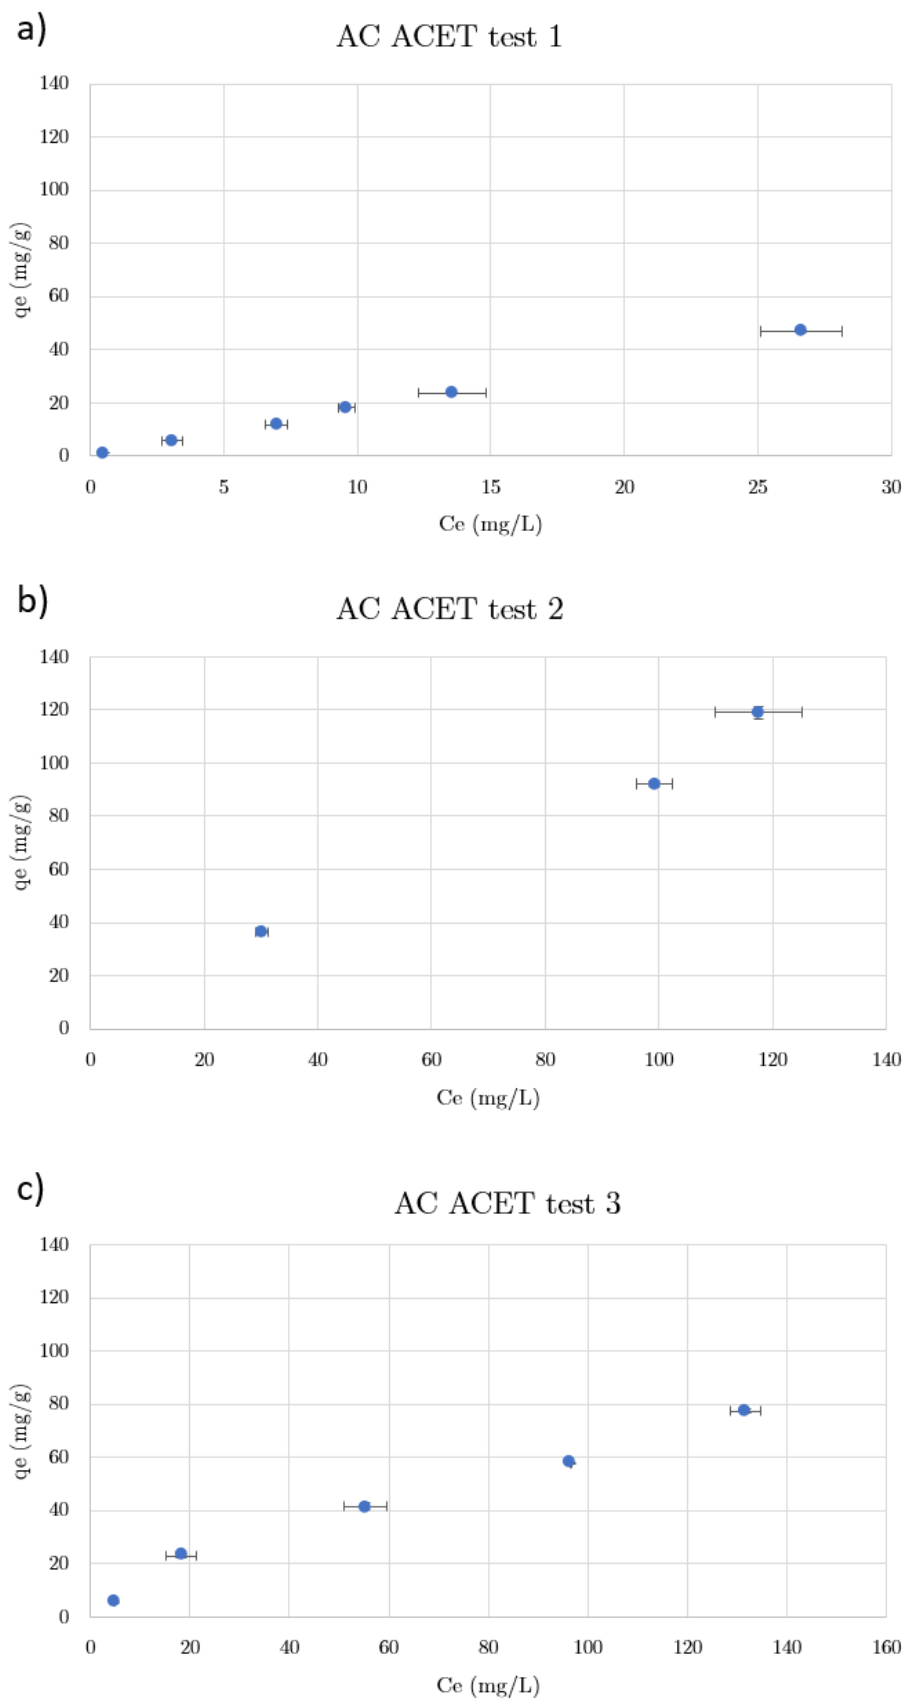 a)
AC ACET test 1
140
120
100
80
60
40
20
0
qe (mg/g)
0 5 10 15 20 25 30
Ce (mg/L)
b)
AC ACET test 2
140
120
100
80
60
40
20
0
qe (mg/g)
0 20 40 60 80 100 120 140
Ce (mg/L)
c)
AC ACET test 3
140
120
100
80
60
40
20
0
qe (mg/g)
0 20 40 60 80 100 120 140 160
Ce (mg/L)